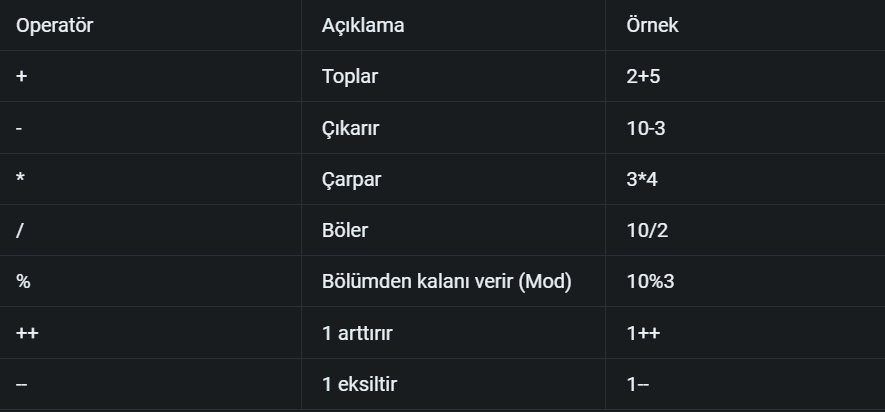 Operatör Açıklama Örnek
+ Toplar 2+5
- Çıkarır 10-3
* Çarpar 3*4
/ Böler 10/2
% Bölümden kalanı verir (Mod) 10%3
++ 1 arttırır 1++
-- 1 eksiltir 1--